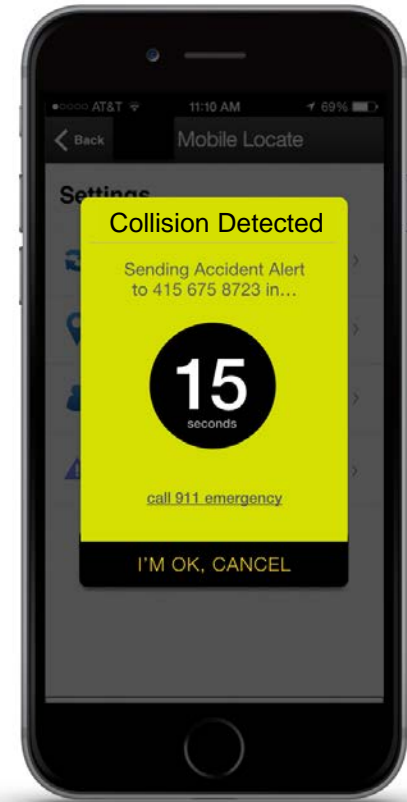 AT&T 11:10 AM 69%
Back Mobile Locate
Settings
Collision Detected
Sending Accident Alert
to 415 675 8723 in...
15
seconds
call 911 emergency
I'M OK, CANCEL